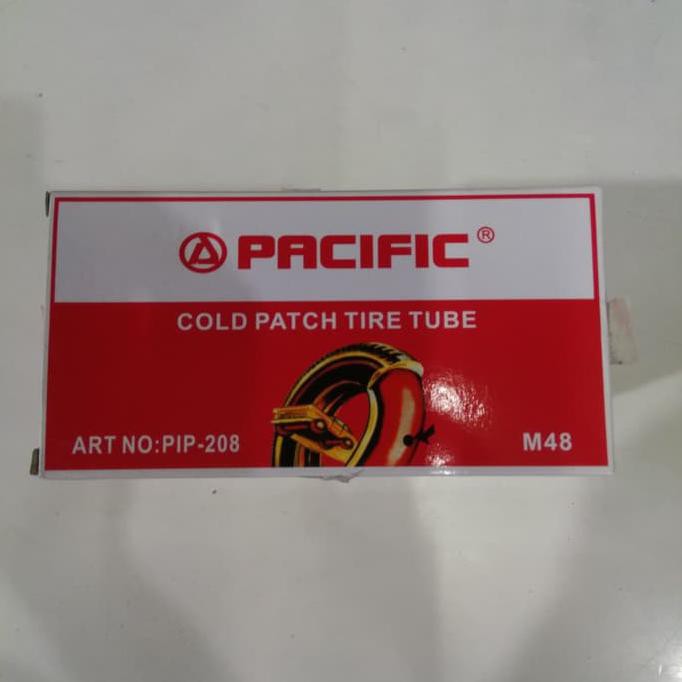 PACIFIC®
COLD PATCH TIRE TUBE
ART NO:PIP-208
M48